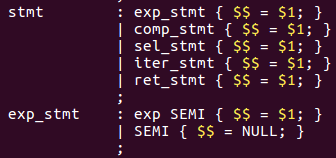 stmt : exp_stmt { $$ = $1; }
| comp_stmt { $$ = $1; }
| sel_stmt { $$ = $1; }
| iter_stmt { $$ = $1; }
| ret_stmt { $$ = $1; }
;
exp_stmt : exp SEMI { $$ = $1; }
| SEMI { $$ = NULL; }
;